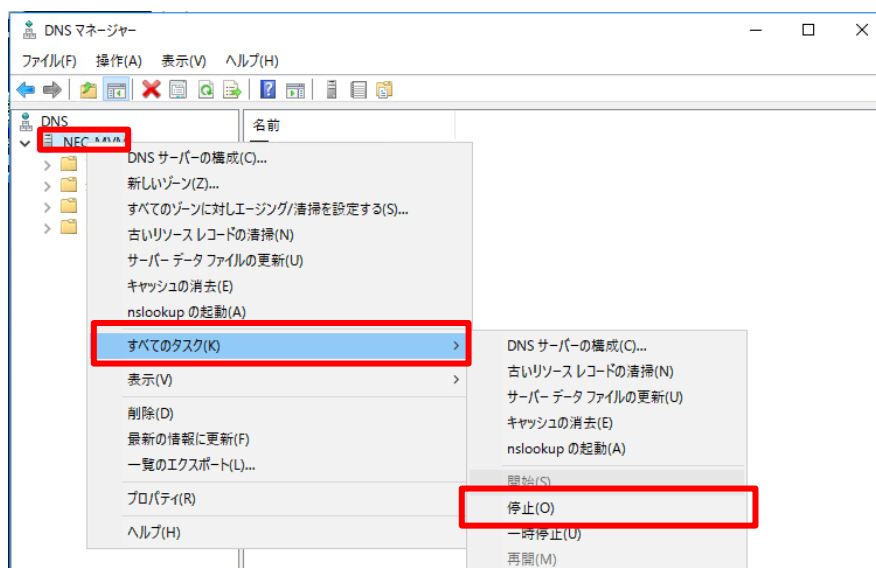 DNS マネージャー
ファイル(F) 操作(A) 表示(V) ヘルプ(H)
DNS
名前
NEC-MVM
DNS サーバーの構成(C)...
新しいゾーン(Z)...
すべてのゾーンに対しエージング/清掃を設定する(S)...
古いリソース レコードの清掃(N)
サーバー データ ファイルの更新(U)
キャッシュの消去(E)
nslookup の起動(A)
すべてのタスク(K)
表示(V)
削除(D)
最新の情報に更新(F)
一覧のエクスポート(L)...
プロパティ(R)
ヘルプ(H)
DNS サーバーの構成(C)...
古いリソース レコードの清掃(N)
サーバー データ ファイルの更新(U)
キャッシュの消去(E)
nslookup の起動(A)
開始(S)
停止(O)
一時停止(U)
再開(M)